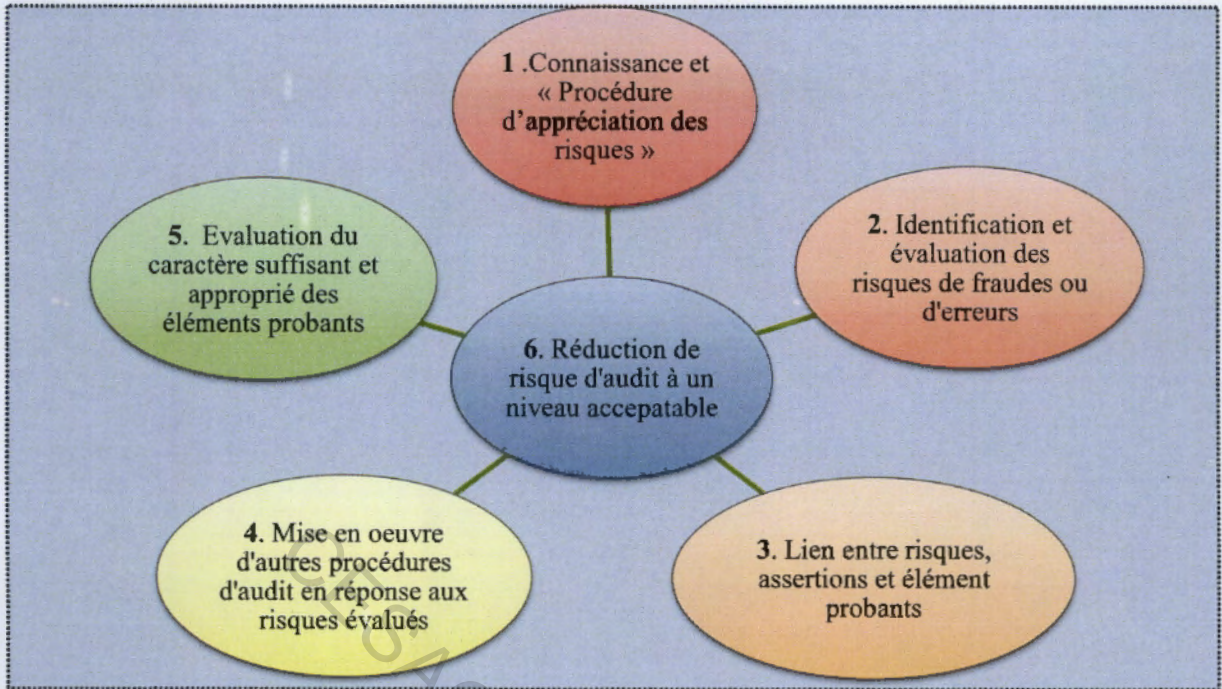 1 .Connaissance et
« Procédure
d'appréciation des
risques »
2. Identification et
évaluation des
risques de fraudes ou
d'erreurs
3. Lien entre risques,
assertions et élément
probants
4. Mise en oeuvre
d'autres procédures
d'audit en réponse aux
risques évalués
5. Evaluation du
caractère suffisant et
approprié des
éléments probants
6. Réduction de
risque d'audit à un
niveau accepatable